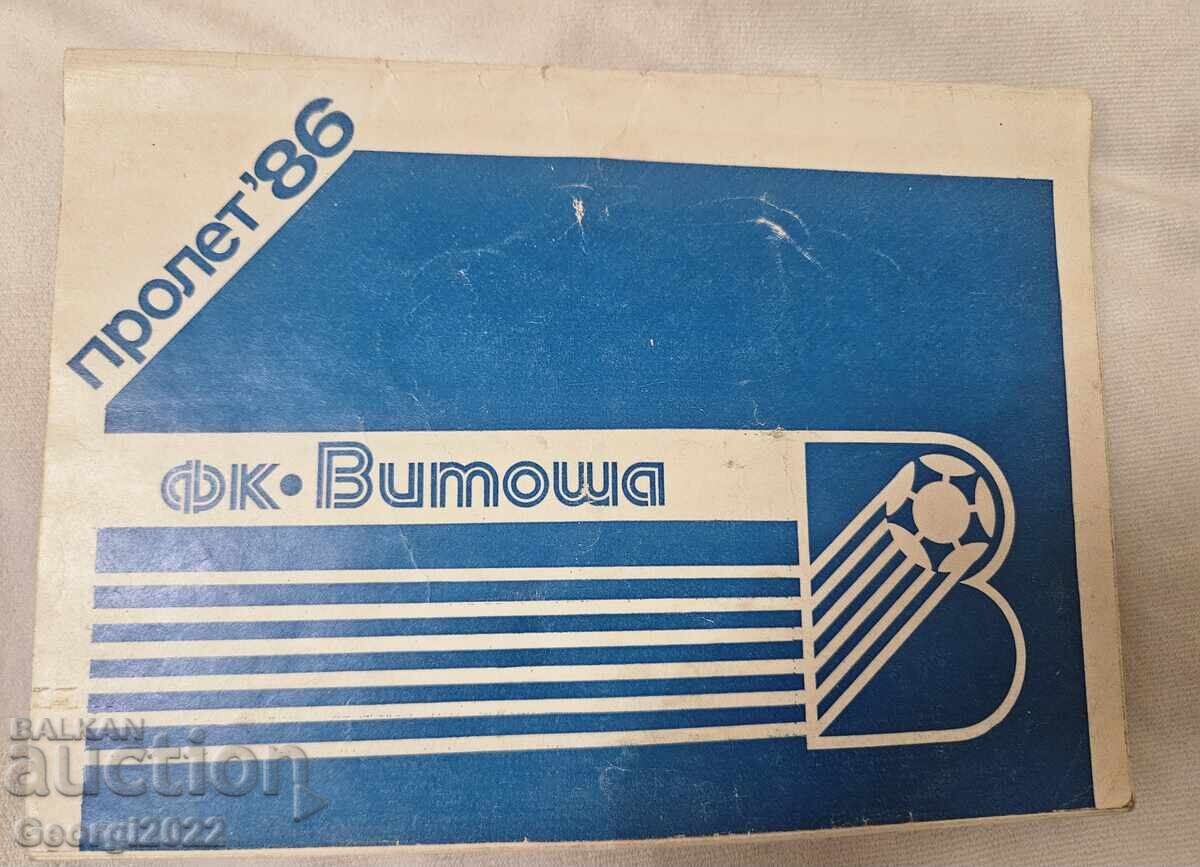 пролет'86
фк•Витоша
BALKAN
auction
Georgi2022